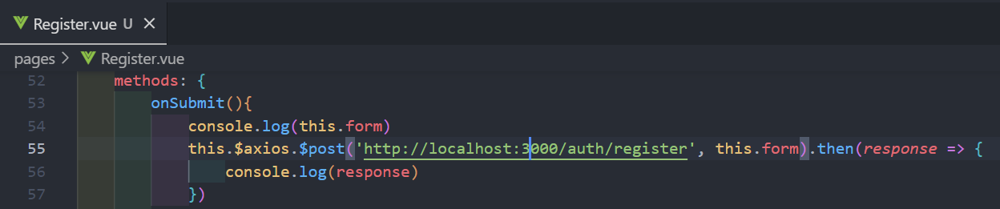 Register.vue U ×
pages > Register.vue
52 methods: {
53 onSubmit(){
54 console.log(this.form)
55 this.$axios.$post('http://localhost:3000/auth/register', this.form).then(response => {
56 console.log(response)
57 })